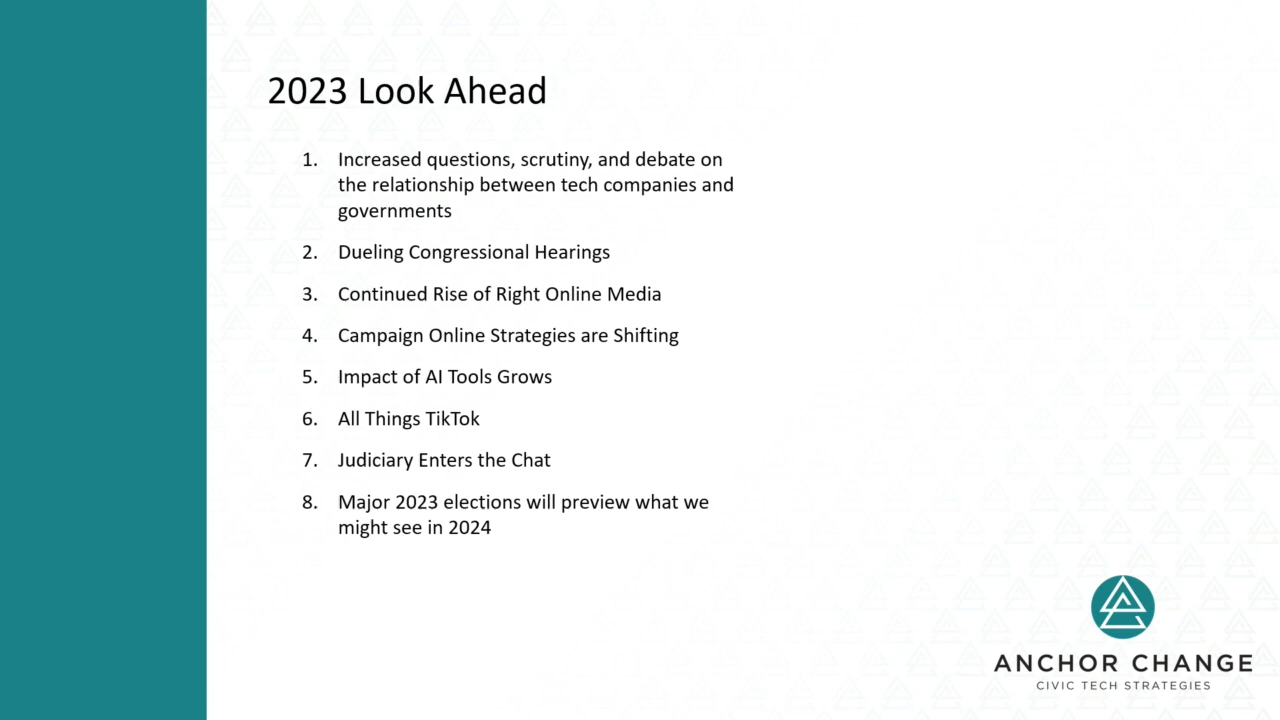 2023 Look Ahead
1. Increased questions, scrutiny, and debate on
the relationship between tech companies and
governments
2. Dueling Congressional Hearings
3. Continued Rise of Right Online Media
4. Campaign Online Strategies are Shifting
5. Impact of AI Tools Grows
6. All Things TikTok
7. Judiciary Enters the Chat
8. Major 2023 elections will preview what we
might see in 2024
ANCHOR CHANGE
CIVIC TECH STRATEGIES